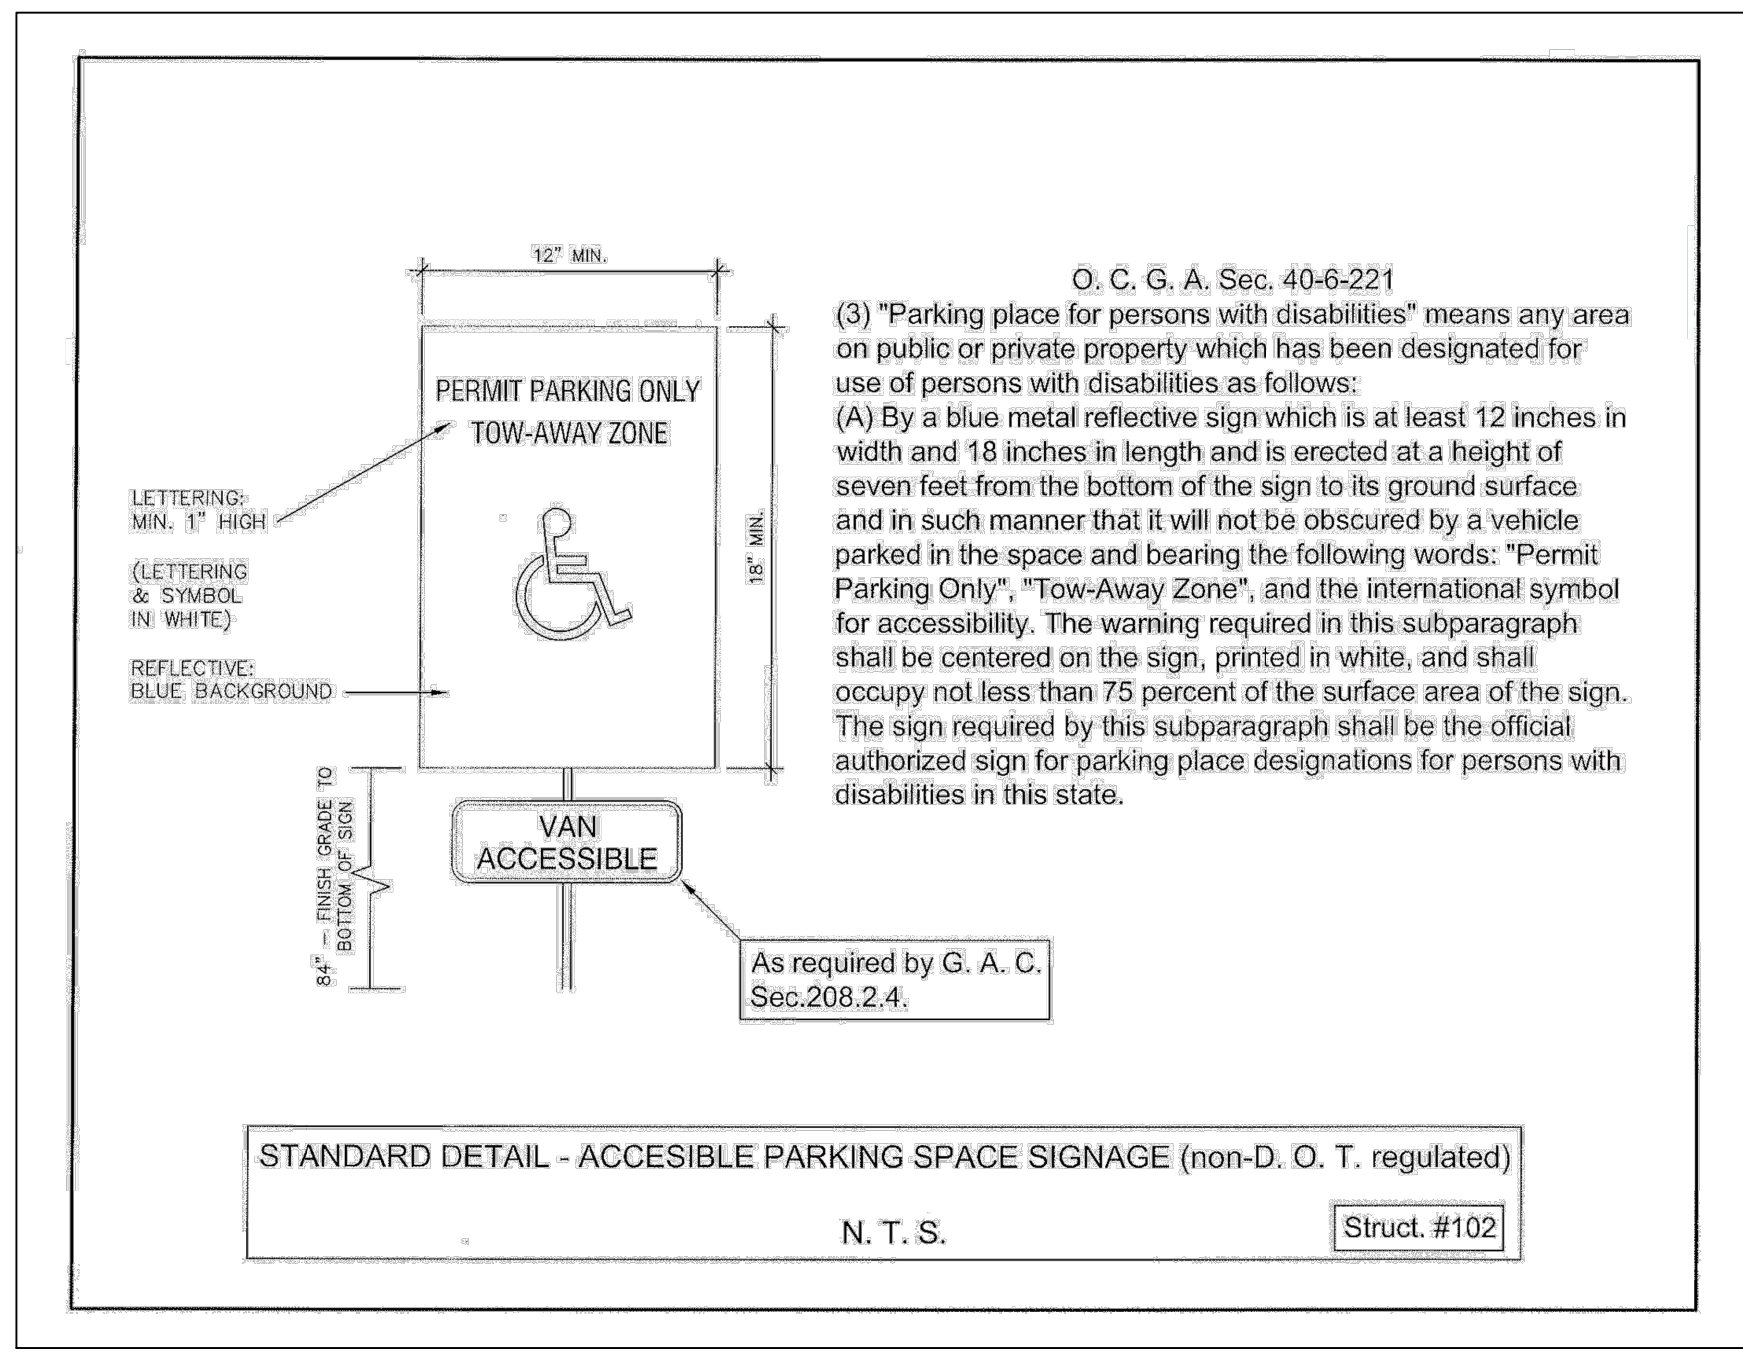 12" MIN.
PERMIT PARKING ONLY
TOW-AWAY ZONE
18" MIN.
LETTERING:
MIN. 1" HIGH
(LETTERING
& SYMBOL
IN WHITE)
REFLECTIVE:
BLUE BACKGROUND
84" – FINISH GRADE TO
BOTTOM OF SIGN
VAN
ACCESSIBLE
As required by G. A. C.
Sec.208.2.4.
O. C. G. A. Sec. 40-6-221
(3) "Parking place for persons with disabilities" means any area
on public or private property which has been designated for
use of persons with disabilities as follows:
(A) By a blue metal reflective sign which is at least 12 inches in
width and 18 inches in length and is erected at a height of
seven feet from the bottom of the sign to its ground surface
and in such manner that it will not be obscured by a vehicle
parked in the space and bearing the following words: "Permit
Parking Only", "Tow-Away Zone", and the international symbol
for accessibility. The warning required in this subparagraph
shall be centered on the sign, printed in white, and shall
occupy not less than 75 percent of the surface area of the sign.
The sign required by this subparagraph shall be the official
authorized sign for parking place designations for persons with
disabilities in this state.
STANDARD DETAIL - ACCESIBLE PARKING SPACE SIGNAGE (non-D. O. T. regulated)
N. T. S.
Struct. #102